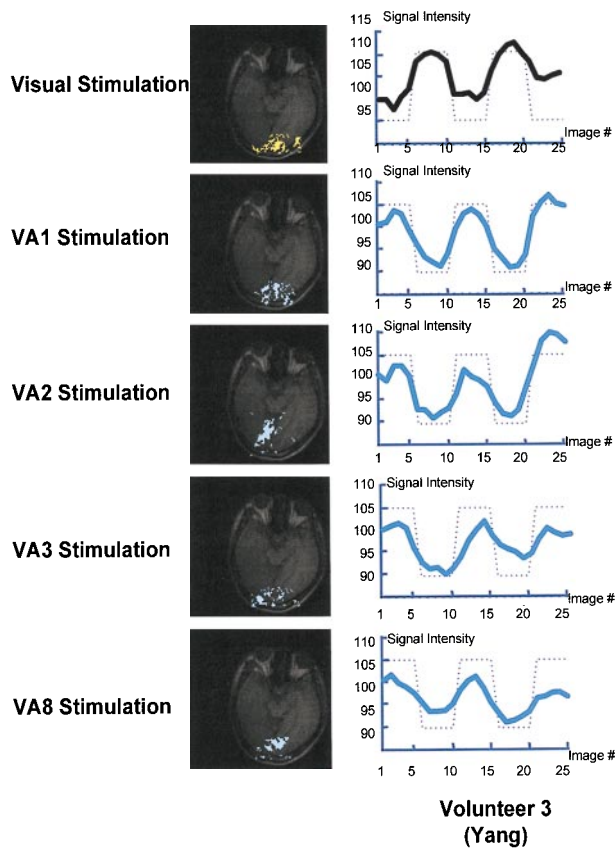 Visual Stimulation
115 Signal Intensity
110
105
100
95
90
Image #
1 5 10 15 20 25
VA1 Stimulation
110 Signal Intensity
105
100
95
90
Image #
1 5 10 15 20 25
VA2 Stimulation
110 Signal Intensity
105
100
95
90
Image #
1 5 10 15 20 25
VA3 Stimulation
110 Signal Intensity
105
100
95
90
Image #
1 5 10 15 20 25
VA8 Stimulation
110 Signal Intensity
105
100
95
90
Image #
1 5 10 15 20 25
Volunteer 3
(Yang)